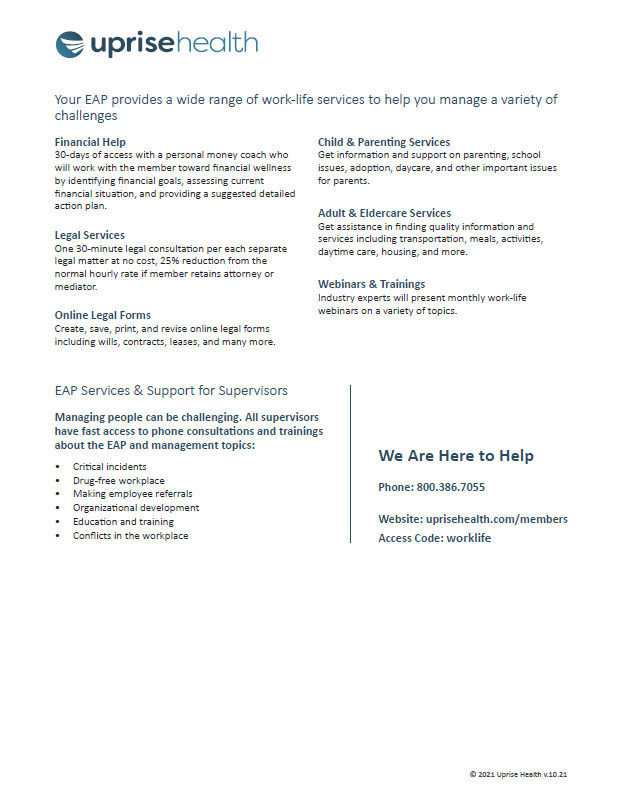 uprisehealth
Your EAP provides a wide range of work-life services to help you manage a variety of
challenges
Financial Help
30-days of access with a personal money coach who
will work with the member toward financial wellness
by identifying financial goals, assessing current
financial situation, and providing a suggested detailed
action plan.
Legal Services
One 30-minute legal consultation per each separate
legal matter at no cost, 25% reduction from the
normal hourly rate if member retains attorney or
mediator.
Online Legal Forms
Create, save, print, and revise online legal forms
including wills, contracts, leases, and many more.
Child & Parenting Services
Get information and support on parenting, school
issues, adoption, daycare, and other important issues
for parents.
Adult & Eldercare Services
Get assistance in finding quality information and
services including transportation, meals, activities,
daytime care, housing, and more.
Webinars & Trainings
Industry experts will present monthly work-life
webinars on a variety of topics.
EAP Services & Support for Supervisors
Managing people can be challenging. All supervisors
have fast access to phone consultations and trainings
about the EAP and management topics:
• Critical incidents
• Drug-free workplace
• Making employee referrals
• Organizational development
• Education and training
• Conflicts in the workplace
We Are Here to Help
Phone: 800.386.7055
Website: uprisehealth.com/members
Access Code: worklife
© 2021 Uprise Health v.10.21